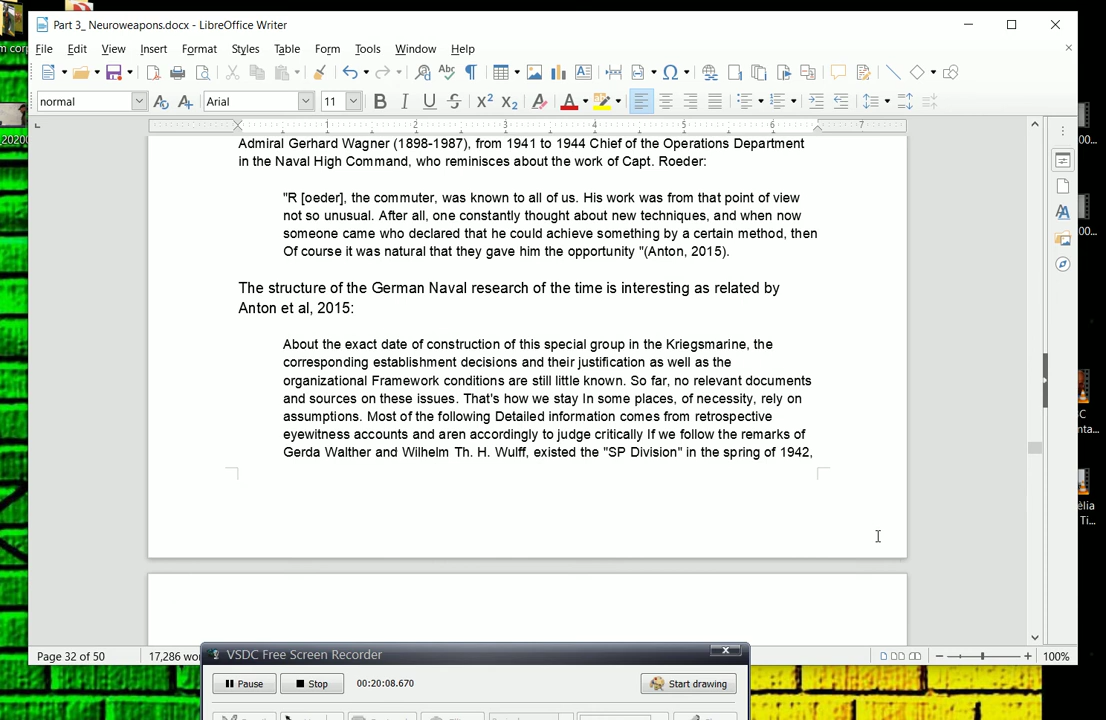 Part 3_ Neuroweapons.docx - LibreOffice Writer
File Edit View Insert Format Styles Table Form Tools Window Help
normal Arial 11
1 2 3 4 5 6 7
Admiral Gerhard Wagner (1898-1987), from 1941 to 1944 Chief of the Operations Department
in the Naval High Command, who reminisces about the work of Capt. Roeder:
"R [oeder], the commuter, was known to all of us. His work was from that point of view
not so unusual. After all, one constantly thought about new techniques, and when now
someone came who declared that he could achieve something by a certain method, then
Of course it was natural that they gave him the opportunity "(Anton, 2015).
The structure of the German Naval research of the time is interesting as related by
Anton et al, 2015:
About the exact date of construction of this special group in the Kriegsmarine, the
corresponding establishment decisions and their justification as well as the
organizational Framework conditions are still little known. So far, no relevant documents
and sources on these issues. That's how we stay In some places, of necessity, rely on
assumptions. Most of the following Detailed information comes from retrospective
eyewitness accounts and aren accordingly to judge critically If we follow the remarks of
Gerda Walther and Wilhelm Th. H. Wulff, existed the "SP Division" in the spring of 1942,
Page 32 of 50 17,286 wo 100%
VSDC Free Screen Recorder
Pause Stop 00:20:08.670 Start drawing